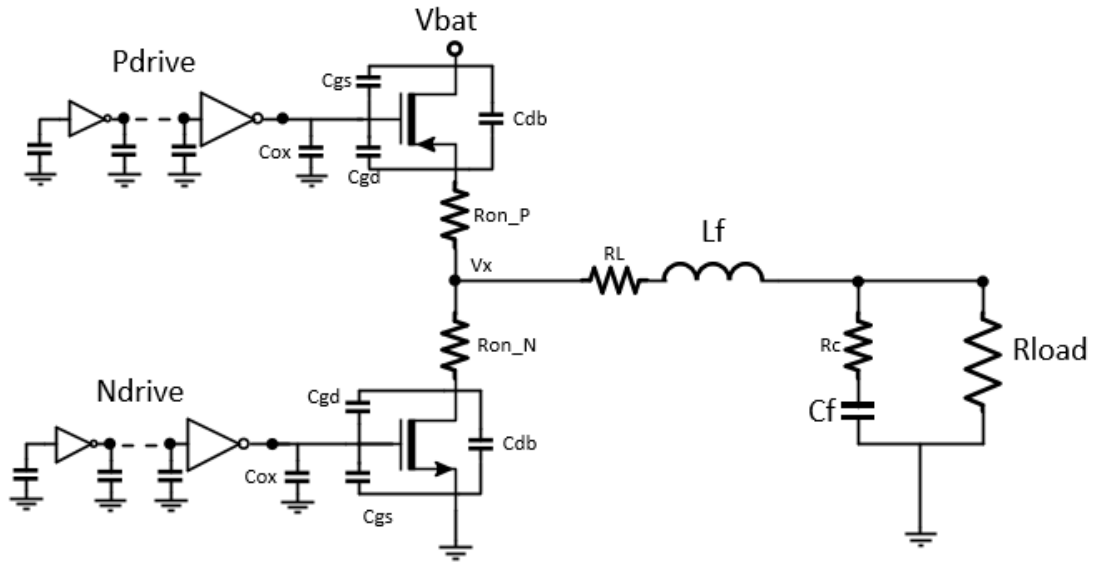 Vbat
Pdrive
Cgs
Cdb
Cox
Cgd
Ron_P
Vx
RL
Lf
Ron_N
Rc
Rload
Ndrive
Cgd
Cf
Cdb
Cox
Cgs